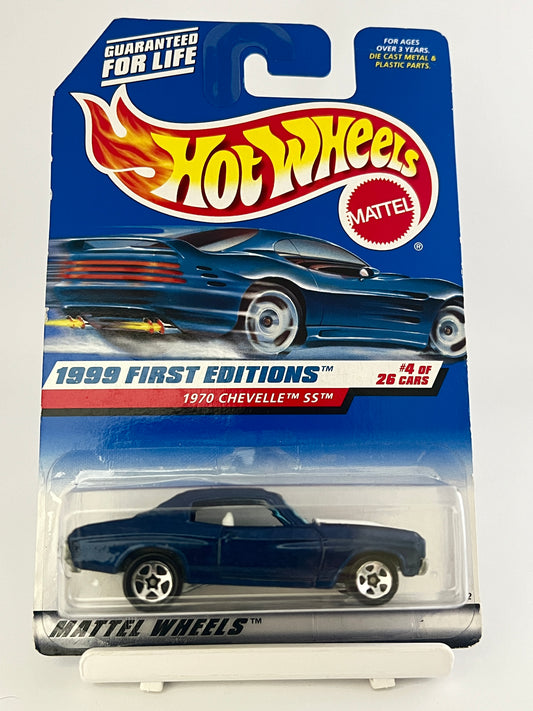 GUARANTEED
FOR LIFE
FOR AGES
OVER 3 YEARS.
DIE CAST METAL &
PLASTIC PARTS.
HOT WHEELS
MATTEL
®
1999 FIRST EDITIONS™
#4 OF
26 CARS
1970 CHEVELLE™ SS™
MATTEL WHEELS™
2